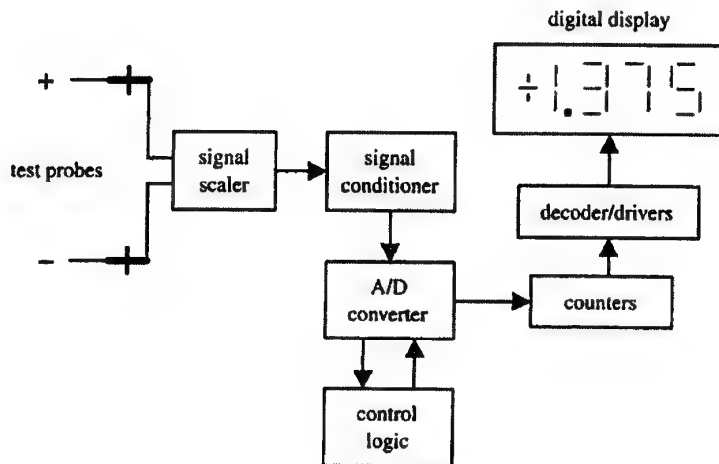 digital display
÷1.375
+
test probes
−
signal
scaler
signal
conditioner
A/D
converter
control
logic
counters
decoder/drivers